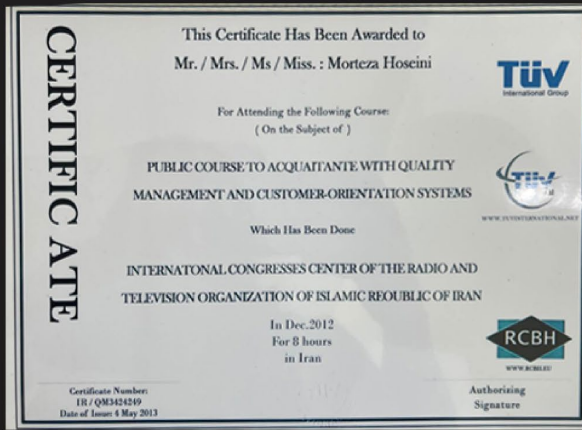 CERTIFIC ATE
This Certificate Has Been Awarded to
Mr. / Mrs. / Ms / Miss. : Morteza Hoseini
For Attending the Following Course:
( On the Subject of )
PUBLIC COURSE TO ACQUAITANTE WITH QUALITY
MANAGEMENT AND CUSTOMER-ORIENTATION SYSTEMS
Which Has Been Done
INTERNATONAL CONGRESSES CENTER OF THE RADIO AND
TELEVISION ORGANIZATION OF ISLAMIC REOUBLIC OF IRAN
In Dec.2012
For 8 hours
in Iran
Certificate Number:
IR / QM3424249
Date of Issue: 4 May 2013
TÜV
International Group
TÜV
WWW.TUVINTERNATIONAL.NET
RCBH
WWW.RCBH.EU
Authorizing
Signature